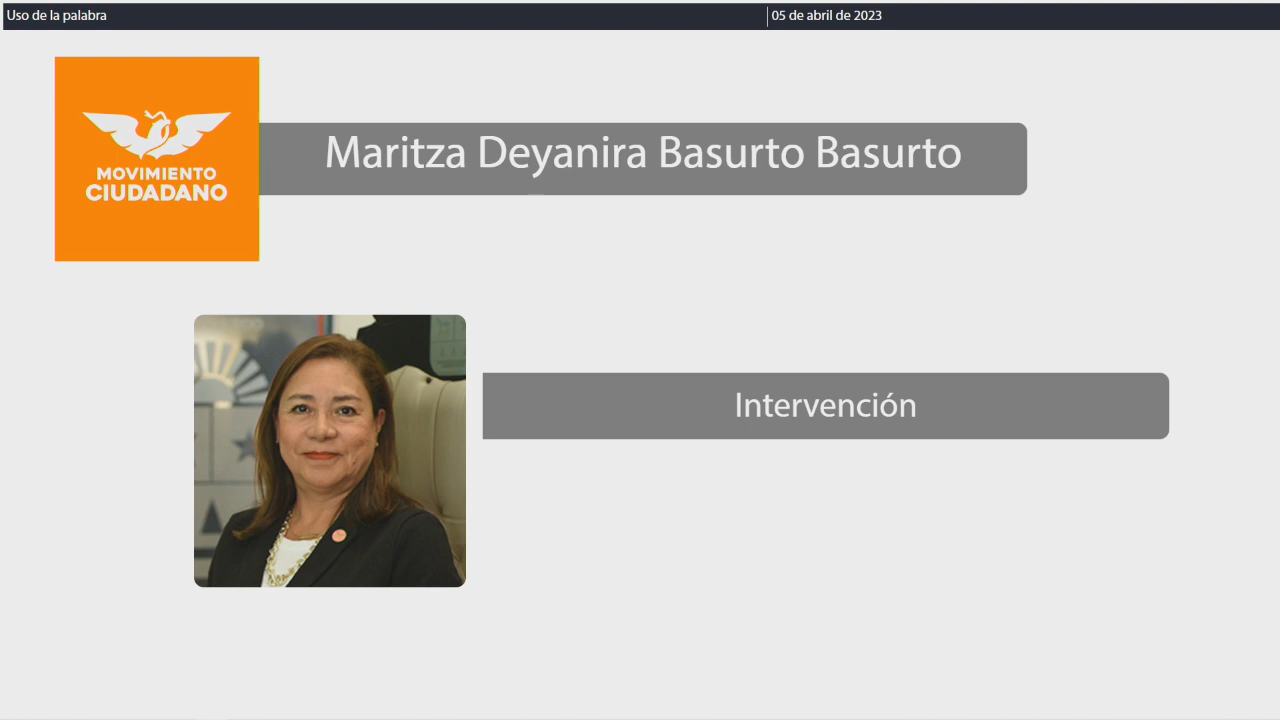 Uso de la palabra
05 de abril de 2023
MOVIMIENTO
CIUDADANO
Maritza Deyanira Basurto Basurto
Intervención